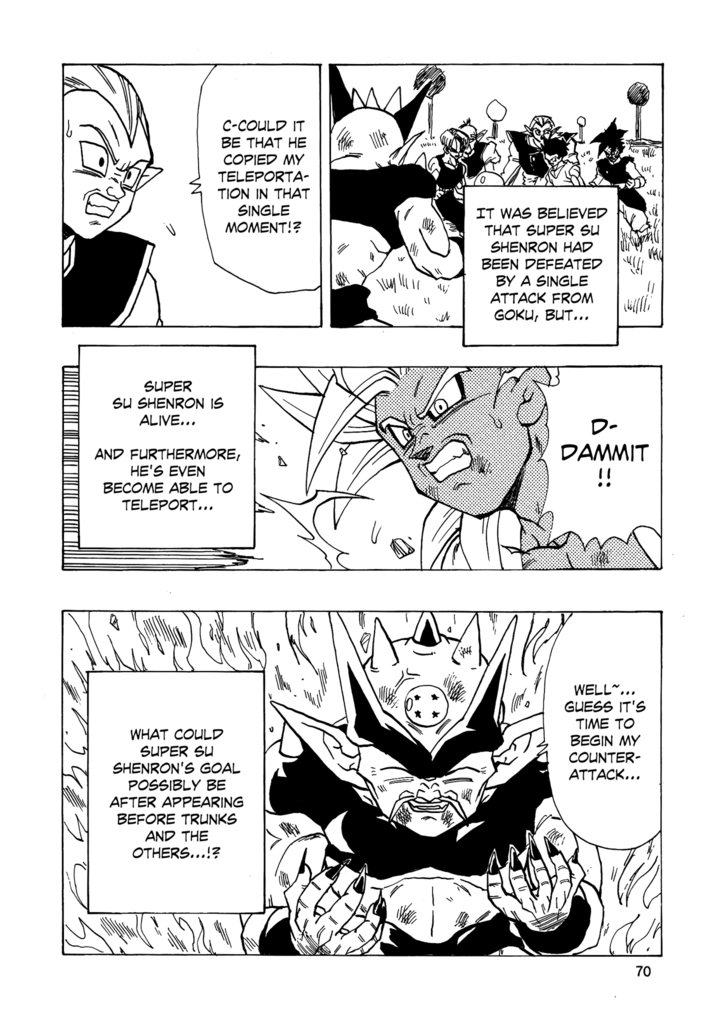 IT WAS BELIEVED
THAT SUPER SU
SHENRON HAD
BEEN DEFEATED
BY A SINGLE
ATTACK FROM
GOKU, BUT...
C-COULD IT
BE THAT HE
COPIED MY
TELEPORTA-
TION IN THAT
SINGLE
MOMENT!?
D-
DAMMIT
!!
SUPER
SU SHENRON IS
ALIVE...
AND FURTHERMORE,
HE'S EVEN
BECOME ABLE TO
TELEPORT...
WELL~...
GUESS IT'S
TIME TO
BEGIN MY
COUNTER-
ATTACK...
WHAT COULD
SUPER SU
SHENRON'S GOAL
POSSIBLY BE
AFTER APPEARING
BEFORE TRUNKS
AND THE
OTHERS...!?
70